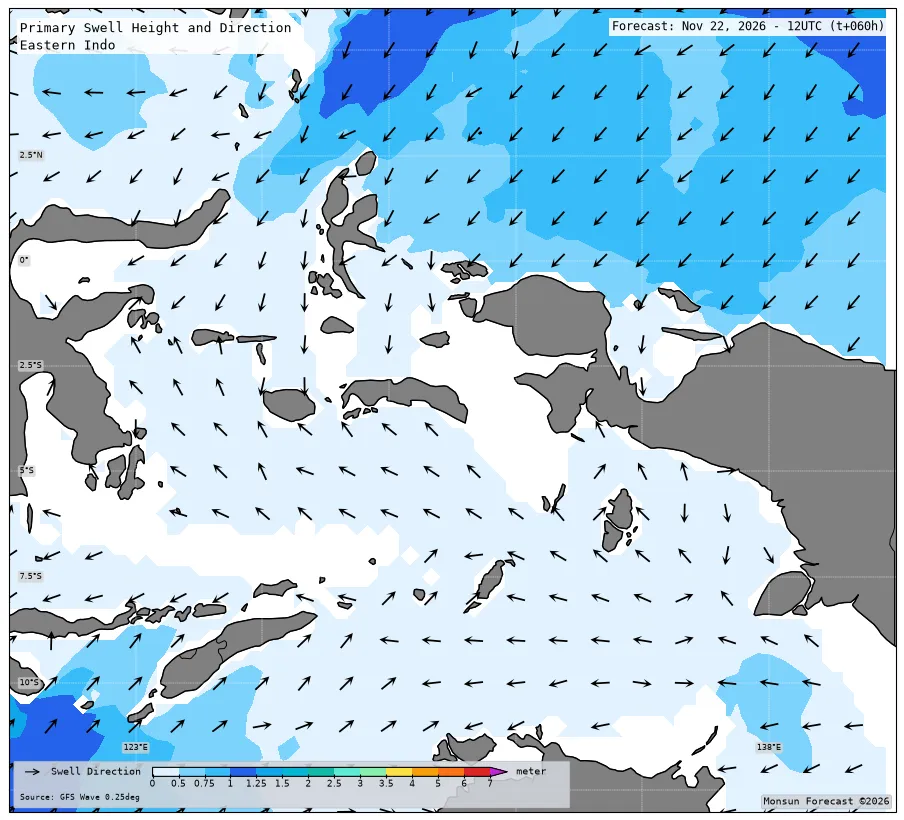 Primary Swell Height and Direction
Eastern Indo
Forecast: Nov 22, 2026 - 12UTC (t+060h)
2.5°N
0°
2.5°S
5°S
7.5°S
10°S
123°E
138°E
Swell Direction
meter
0 0.5 0.75 1 1.25 1.5 2 2.5 3 3.5 4 5 6 7
Source: GFS Wave 0.25deg
Monsun Forecast ©2026